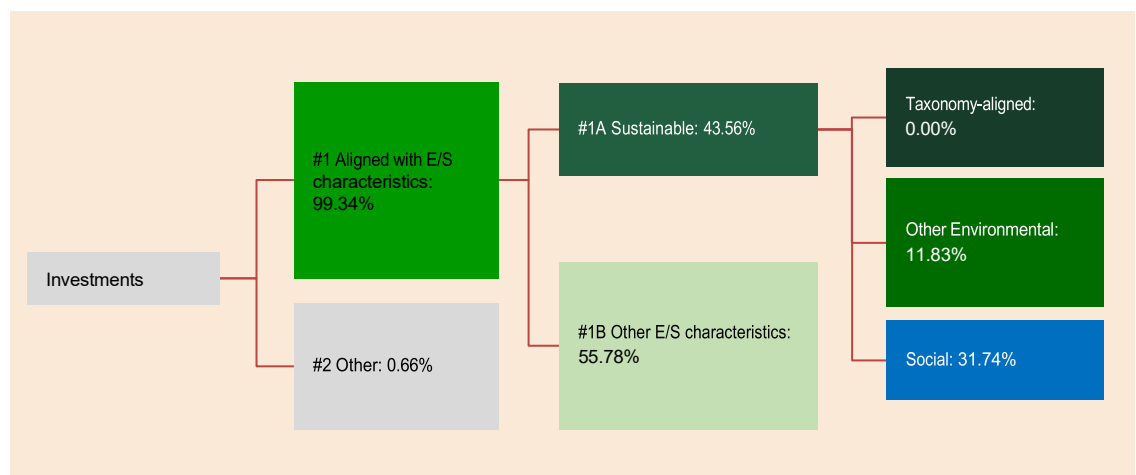 Investments
#1 Aligned with E/S
characteristics:
99.34%
#2 Other: 0.66%
#1A Sustainable: 43.56%
#1B Other E/S characteristics:
55.78%
Taxonomy-aligned:
0.00%
Other Environmental:
11.83%
Social: 31.74%